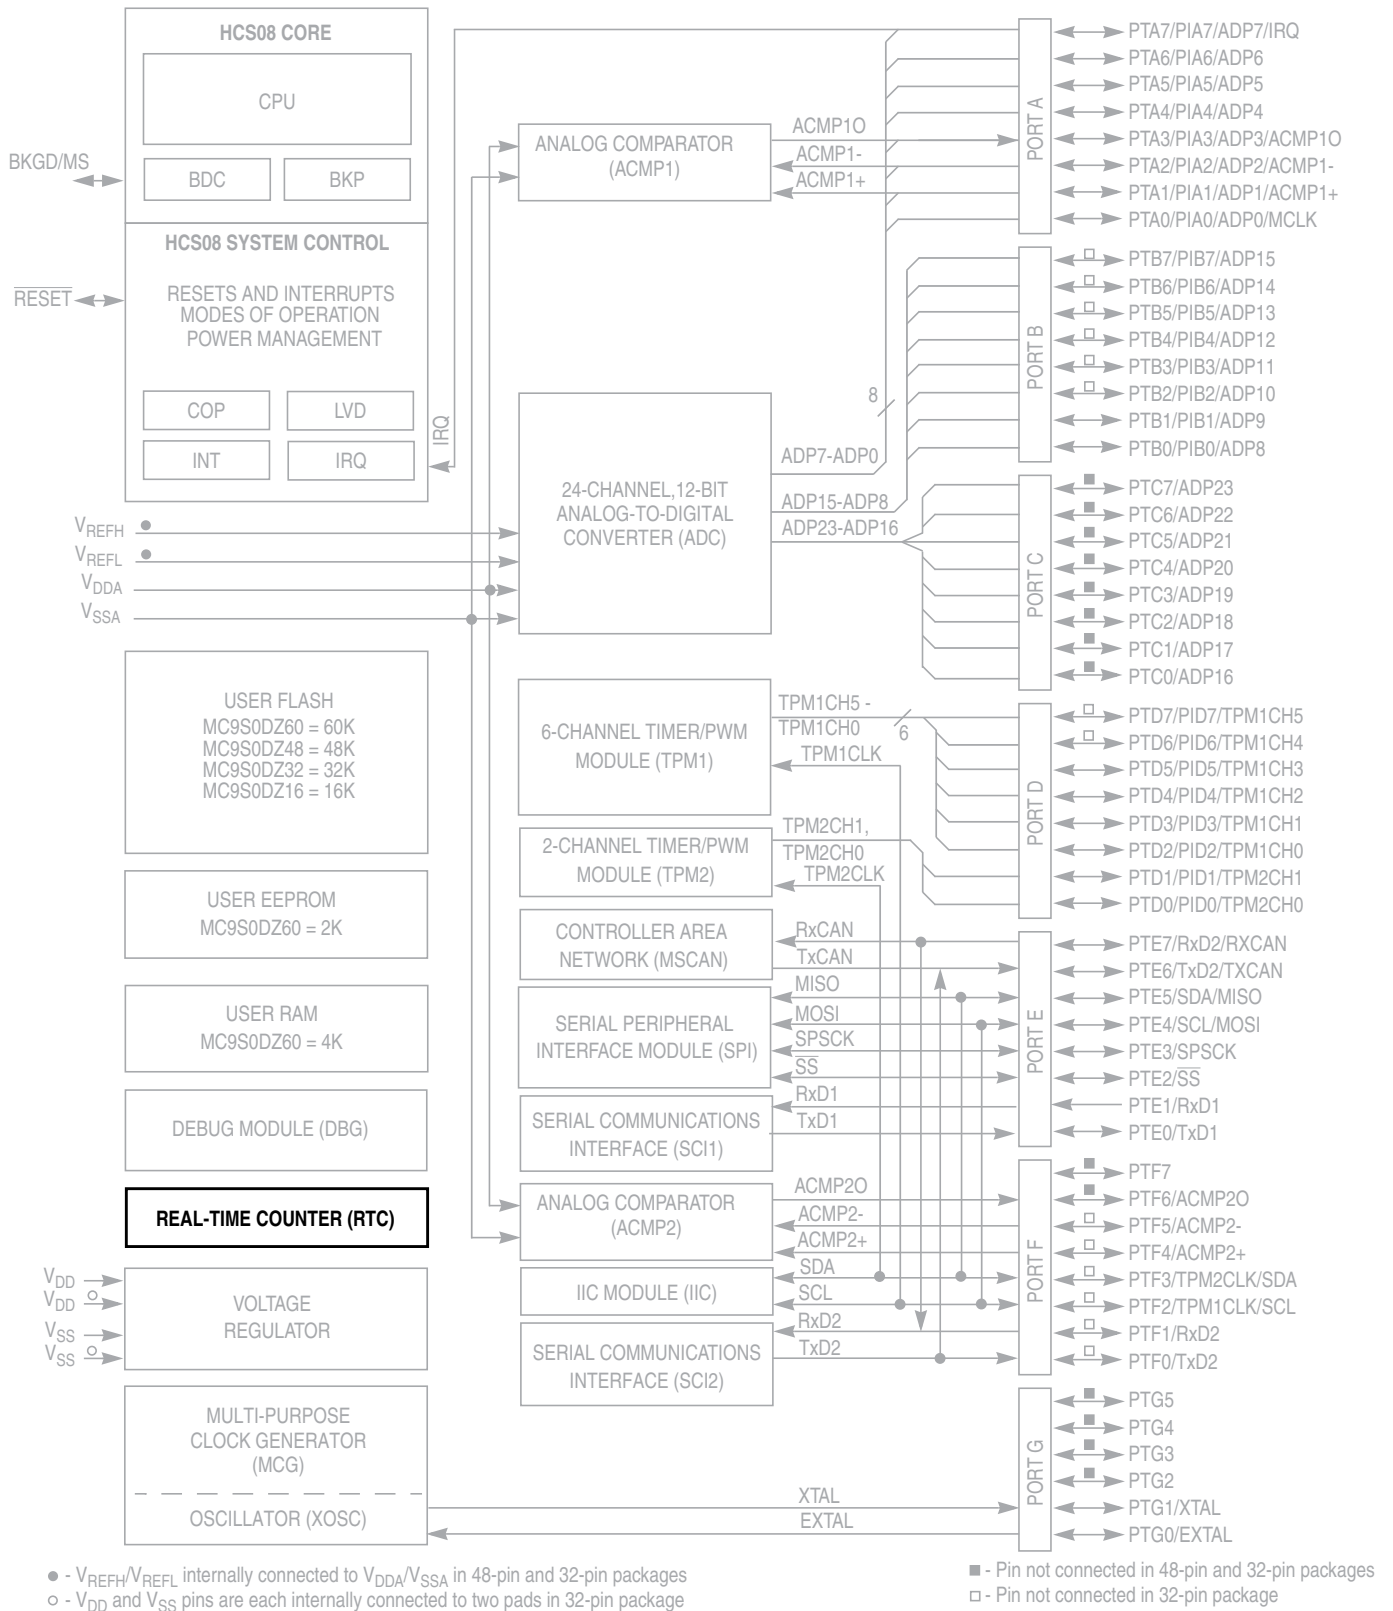 HCS08 CORE
CPU
BDC
BKP
BKGD/MS
HCS08 SYSTEM CONTROL
RESETS AND INTERRUPTS
MODES OF OPERATION
POWER MANAGEMENT
COP
LVD
INT
IRQ
RESET
IRQ
VREFH
VREFL
VDDA
VSSA
USER FLASH
MC9S0DZ60 = 60K
MC9S0DZ48 = 48K
MC9S0DZ32 = 32K
MC9S0DZ16 = 16K
USER EEPROM
MC9S0DZ60 = 2K
USER RAM
MC9S0DZ60 = 4K
DEBUG MODULE (DBG)
REAL-TIME COUNTER (RTC)
VDD
VDD
VSS
VSS
VOLTAGE
REGULATOR
MULTI-PURPOSE
CLOCK GENERATOR
(MCG)
OSCILLATOR (XOSC)
ANALOG COMPARATOR
(ACMP1)
ACMP1O
ACMP1-
ACMP1+
24-CHANNEL,12-BIT
ANALOG-TO-DIGITAL
CONVERTER (ADC)
8
ADP7-ADP0
ADP15-ADP8
ADP23-ADP16
6-CHANNEL TIMER/PWM
MODULE (TPM1)
TPM1CH5 -
TPM1CH0
6
TPM1CLK
2-CHANNEL TIMER/PWM
MODULE (TPM2)
TPM2CH1,
TPM2CH0
TPM2CLK
CONTROLLER AREA
NETWORK (MSCAN)
RxCAN
TxCAN
SERIAL PERIPHERAL
INTERFACE MODULE (SPI)
MISO
MOSI
SPSCK
SS
SERIAL COMMUNICATIONS
INTERFACE (SCI1)
RxD1
TxD1
ANALOG COMPARATOR
(ACMP2)
ACMP2O
ACMP2-
ACMP2+
IIC MODULE (IIC)
SDA
SCL
SERIAL COMMUNICATIONS
INTERFACE (SCI2)
RxD2
TxD2
XTAL
EXTAL
PORT A
PTA7/PIA7/ADP7/IRQ
PTA6/PIA6/ADP6
PTA5/PIA5/ADP5
PTA4/PIA4/ADP4
PTA3/PIA3/ADP3/ACMP1O
PTA2/PIA2/ADP2/ACMP1-
PTA1/PIA1/ADP1/ACMP1+
PTA0/PIA0/ADP0/MCLK
PORT B
PTB7/PIB7/ADP15
PTB6/PIB6/ADP14
PTB5/PIB5/ADP13
PTB4/PIB4/ADP12
PTB3/PIB3/ADP11
PTB2/PIB2/ADP10
PTB1/PIB1/ADP9
PTB0/PIB0/ADP8
PORT C
PTC7/ADP23
PTC6/ADP22
PTC5/ADP21
PTC4/ADP20
PTC3/ADP19
PTC2/ADP18
PTC1/ADP17
PTC0/ADP16
PORT D
PTD7/PID7/TPM1CH5
PTD6/PID6/TPM1CH4
PTD5/PID5/TPM1CH3
PTD4/PID4/TPM1CH2
PTD3/PID3/TPM1CH1
PTD2/PID2/TPM1CH0
PTD1/PID1/TPM2CH1
PTD0/PID0/TPM2CH0
PORT E
PTE7/RxD2/RXCAN
PTE6/TxD2/TXCAN
PTE5/SDA/MISO
PTE4/SCL/MOSI
PTE3/SPSCK
PTE2/SS
PTE1/RxD1
PTE0/TxD1
PORT F
PTF7
PTF6/ACMP2O
PTF5/ACMP2-
PTF4/ACMP2+
PTF3/TPM2CLK/SDA
PTF2/TPM1CLK/SCL
PTF1/RxD2
PTF0/TxD2
PORT G
PTG5
PTG4
PTG3
PTG2
PTG1/XTAL
PTG0/EXTAL
● - VREFH/VREFL internally connected to VDDA/VSSA in 48-pin and 32-pin packages
○ - VDD and VSS pins are each internally connected to two pads in 32-pin package
■ - Pin not connected in 48-pin and 32-pin packages
□ - Pin not connected in 32-pin package